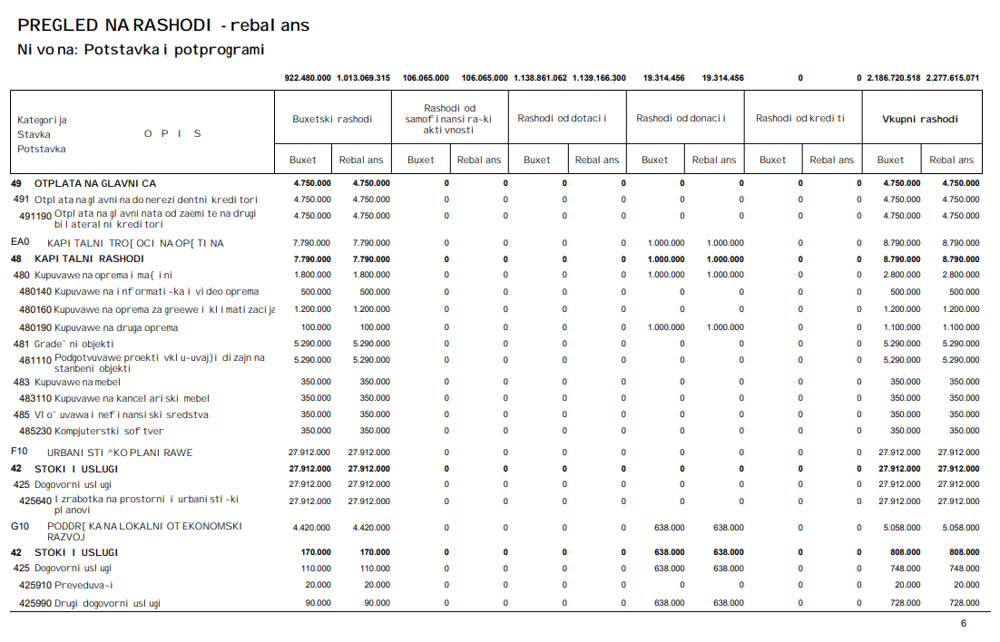 PREGLED NA RASHODI - rebalans
Nivo na: Potstavka i potprogrami
922.480.000 1.013.069.315 106.065.000 106.065.000 1.138.861.062 1.139.166.300 19.314.456 19.314.456 0 0 2.186.720.518 2.277.615.071
Kategorija
Stavka
Potstavka
O P I S
Buxetski rashodi
Rashodi od
samofinansira~ki
aktivnosti
Rashodi od dotacii
Rashodi od donacii
Rashodi od krediti
Vkupni rashodi
Buxet Rebalans Buxet Rebalans Buxet Rebalans Buxet Rebalans Buxet Rebalans Buxet Rebalans
49 OTPLATA NA GLAVNICA 4.750.000 4.750.000 0 0 0 0 0 0 0 0 4.750.000 4.750.000
491 Otplata na glavnina do nerezidentni kreditori 4.750.000 4.750.000 0 0 0 0 0 0 0 0 4.750.000 4.750.000
491190 Otplata na glavninata od zaemite na drugi
bilateralni kreditori 4.750.000 4.750.000 0 0 0 0 0 0 0 0 4.750.000 4.750.000
EA0 KAPITALNI TRO[OCI NA OP[TINA 7.790.000 7.790.000 0 0 0 0 1.000.000 1.000.000 0 0 8.790.000 8.790.000
48 KAPITALNI RASHODI 7.790.000 7.790.000 0 0 0 0 1.000.000 1.000.000 0 0 8.790.000 8.790.000
480 Kupuvawe na oprema i ma{ini 1.800.000 1.800.000 0 0 0 0 1.000.000 1.000.000 0 0 2.800.000 2.800.000
480140 Kupuvawe na informati~ka i video oprema 500.000 500.000 0 0 0 0 0 0 0 0 500.000 500.000
480160 Kupuvawe na oprema za greewe i klimatizacija 1.200.000 1.200.000 0 0 0 0 0 0 0 0 1.200.000 1.200.000
480190 Kupuvawe na druga oprema 100.000 100.000 0 0 0 0 1.000.000 1.000.000 0 0 1.100.000 1.100.000
481 Grade`ni objekti 5.290.000 5.290.000 0 0 0 0 0 0 0 0 5.290.000 5.290.000
481110 Podgotvuvawe proekti vklu~uvaj}i dizajn na
stanbeni objekti 5.290.000 5.290.000 0 0 0 0 0 0 0 0 5.290.000 5.290.000
483 Kupuvawe na mebel 350.000 350.000 0 0 0 0 0 0 0 0 350.000 350.000
483110 Kupuvawe na kancelariski mebel 350.000 350.000 0 0 0 0 0 0 0 0 350.000 350.000
485 Vlo`uvawa i nefinansiski sredstva 350.000 350.000 0 0 0 0 0 0 0 0 350.000 350.000
485230 Kompjuterstki softver 350.000 350.000 0 0 0 0 0 0 0 0 350.000 350.000
F10 URBANISTI^KO PLANIRAWE 27.912.000 27.912.000 0 0 0 0 0 0 0 0 27.912.000 27.912.000
42 STOKI I USLUGI 27.912.000 27.912.000 0 0 0 0 0 0 0 0 27.912.000 27.912.000
425 Dogovorni uslugi 27.912.000 27.912.000 0 0 0 0 0 0 0 0 27.912.000 27.912.000
425640 Izrabotka na prostorni i urbanisti~ki
planovi 27.912.000 27.912.000 0 0 0 0 0 0 0 0 27.912.000 27.912.000
G10 PODDR[KA NA LOKALNIOT EKONOMSKI
RAZVOJ 4.420.000 4.420.000 0 0 0 0 638.000 638.000 0 0 5.058.000 5.058.000
42 STOKI I USLUGI 170.000 170.000 0 0 0 0 638.000 638.000 0 0 808.000 808.000
425 Dogovorni uslugi 110.000 110.000 0 0 0 0 638.000 638.000 0 0 748.000 748.000
425910 Preveduva~i 20.000 20.000 0 0 0 0 0 0 0 0 20.000 20.000
425990 Drugi dogovorni uslugi 90.000 90.000 0 0 0 0 638.000 638.000 0 0 728.000 728.000
6